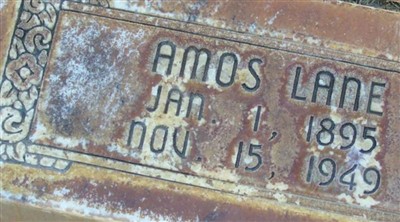 AMOS LANE
JAN. 1, 1895
NOV. 15, 1949